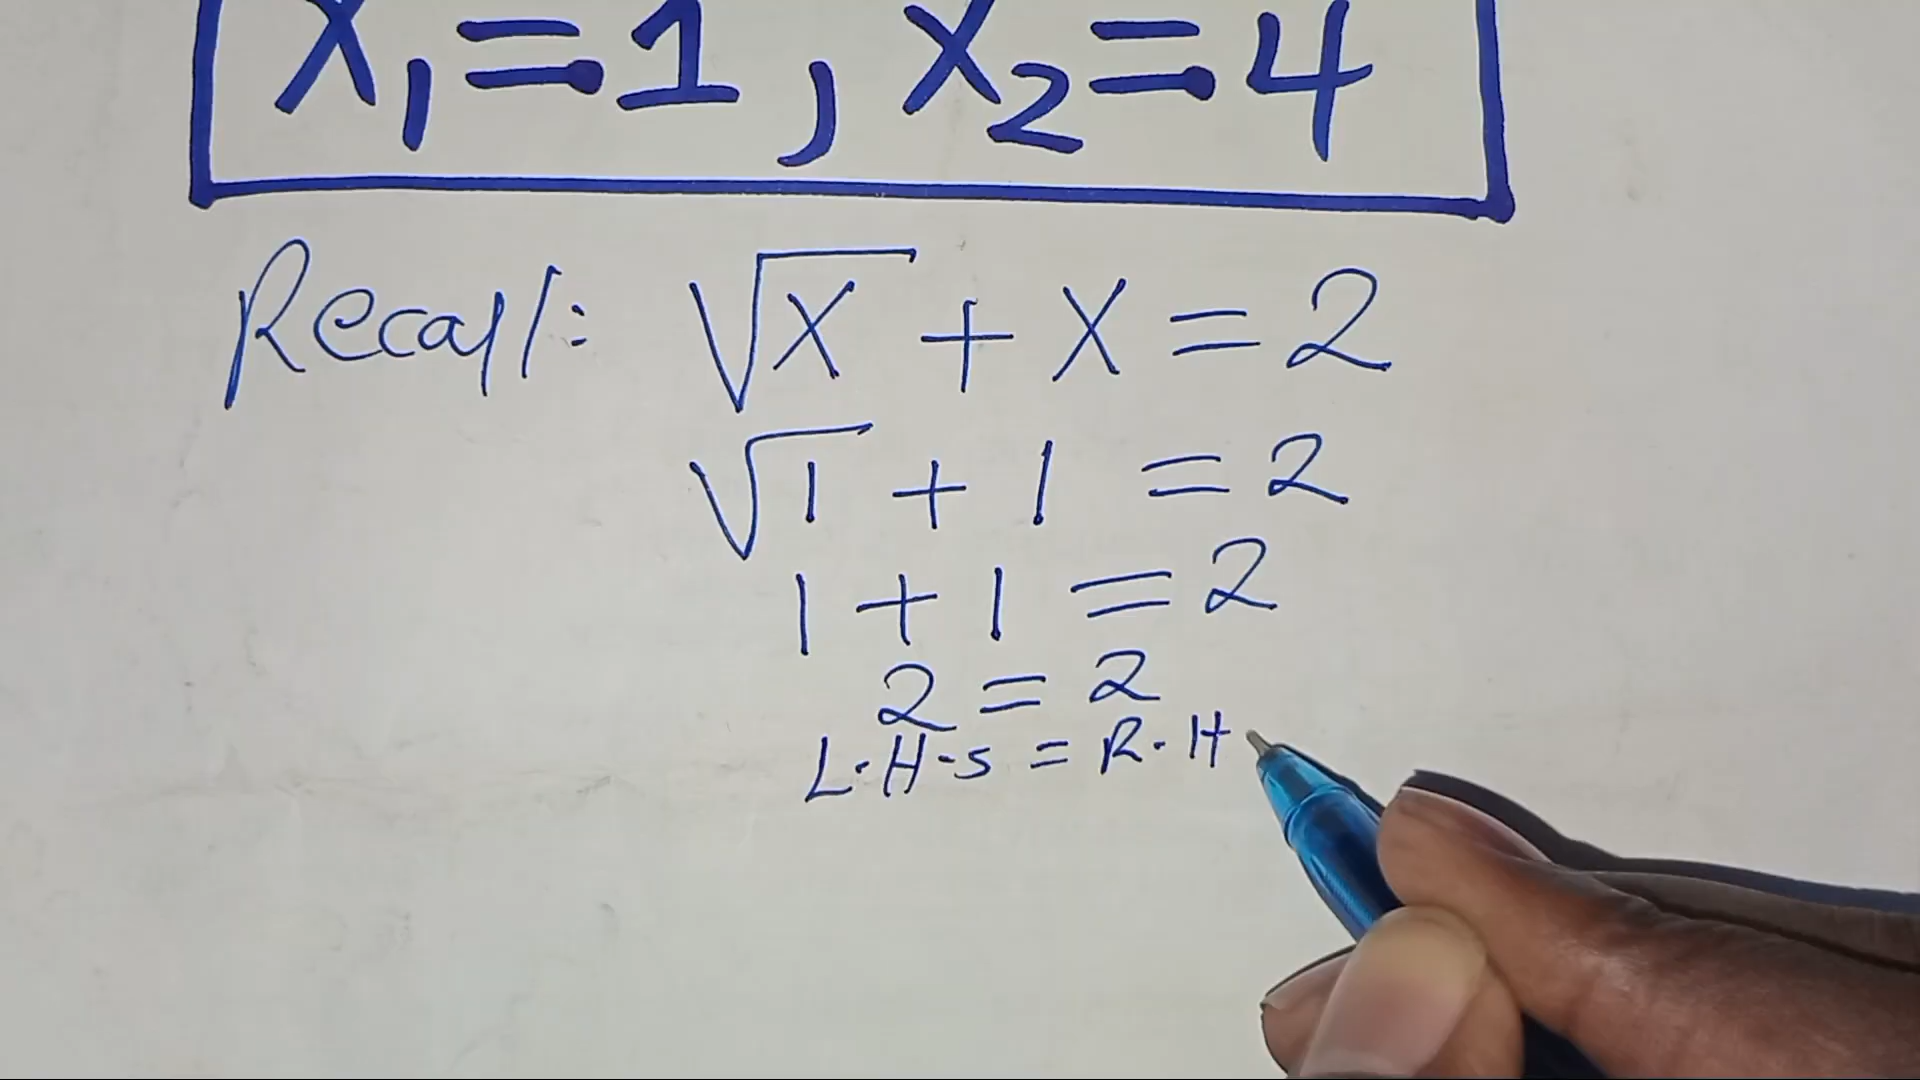 X₁=1, X₂=4
Recall: √X + X = 2
√1 + 1 = 2
1 + 1 = 2
2 = 2
L.H.S = R.H